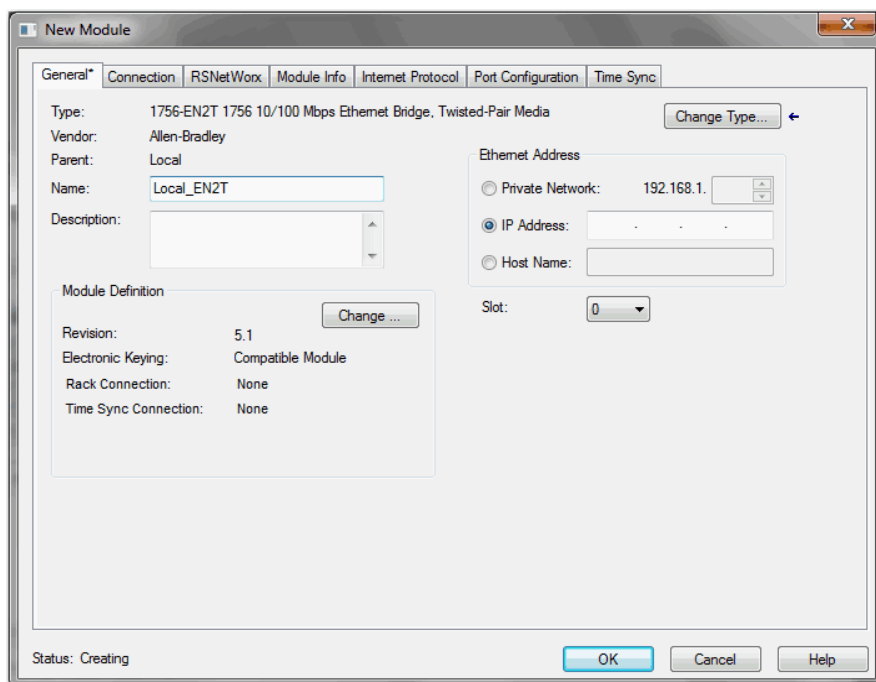 New Module
General* Connection RSNetWorx Module Info Internet Protocol Port Configuration Time Sync
Type: 1756-EN2T 1756 10/100 Mbps Ethernet Bridge, Twisted-Pair Media
Change Type...
Vendor: Allen-Bradley
Parent: Local
Name: Local_EN2T
Description:
Ethernet Address
Private Network: 192.168.1.
IP Address: . . .
Host Name:
Slot: 0
Module Definition
Change ...
Revision: 5.1
Electronic Keying: Compatible Module
Rack Connection: None
Time Sync Connection: None
Status: Creating
OK Cancel Help